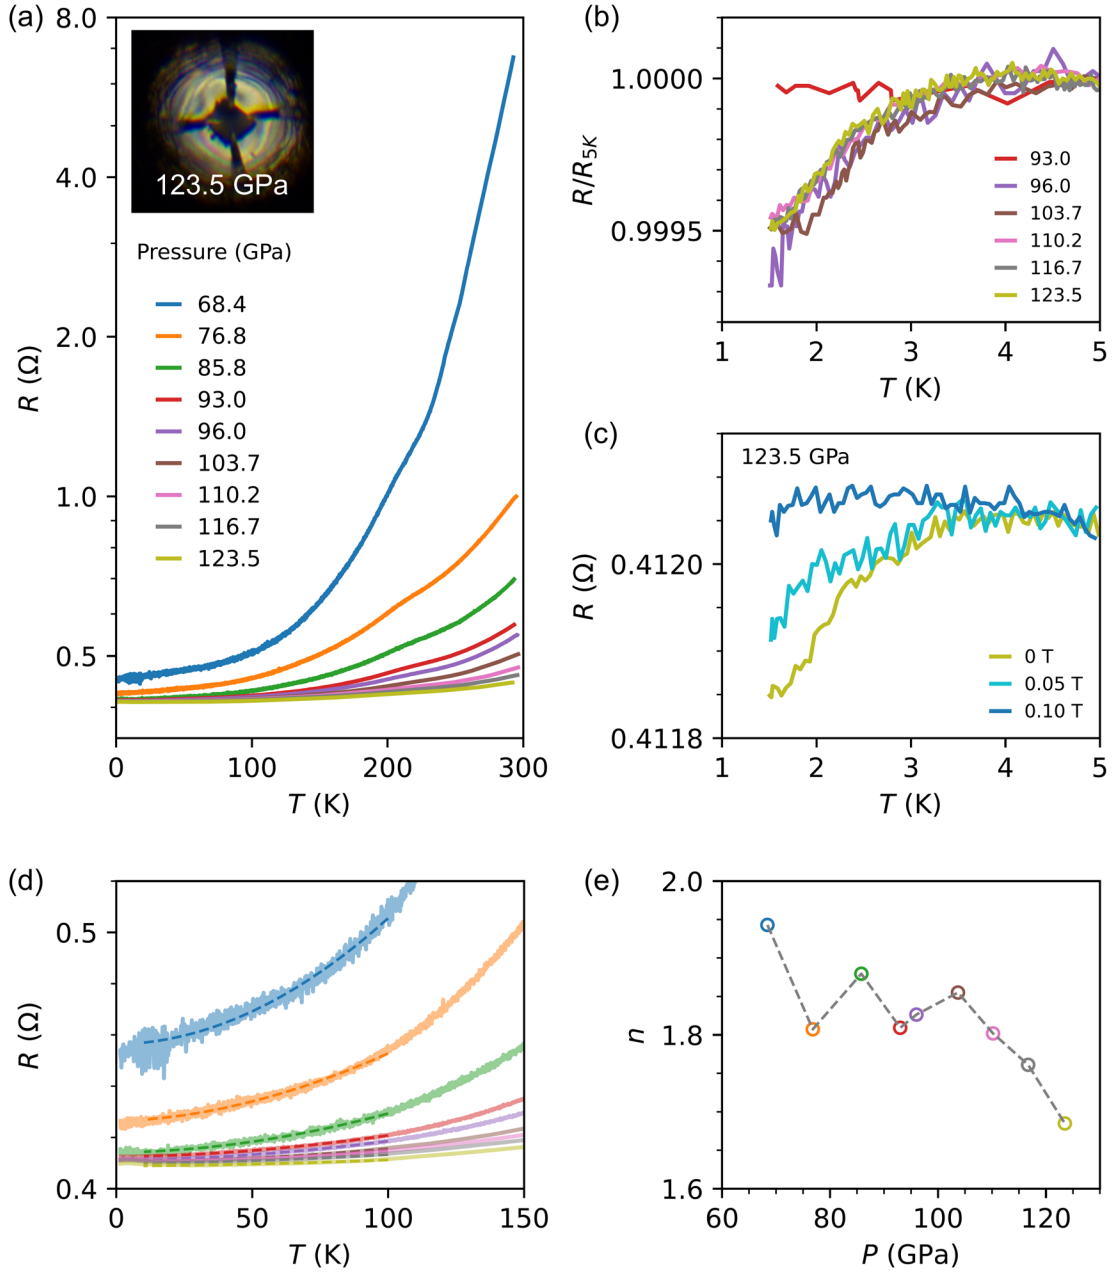 (a)
8.0
4.0
2.0
1.0
0.5
R (Ω)
123.5 GPa
Pressure (GPa)
68.4
76.8
85.8
93.0
96.0
103.7
110.2
116.7
123.5
0 100 200 300
T (K)
(b)
1.0000
0.9995
R/R5K
93.0
96.0
103.7
110.2
116.7
123.5
1 2 3 4 5
T (K)
(c)
123.5 GPa
0.4120
0.4118
R (Ω)
0 T
0.05 T
0.10 T
1 2 3 4 5
T (K)
(d)
0.5
0.4
R (Ω)
0 50 100 150
T (K)
(e)
2.0
1.8
1.6
n
60 80 100 120
P (GPa)